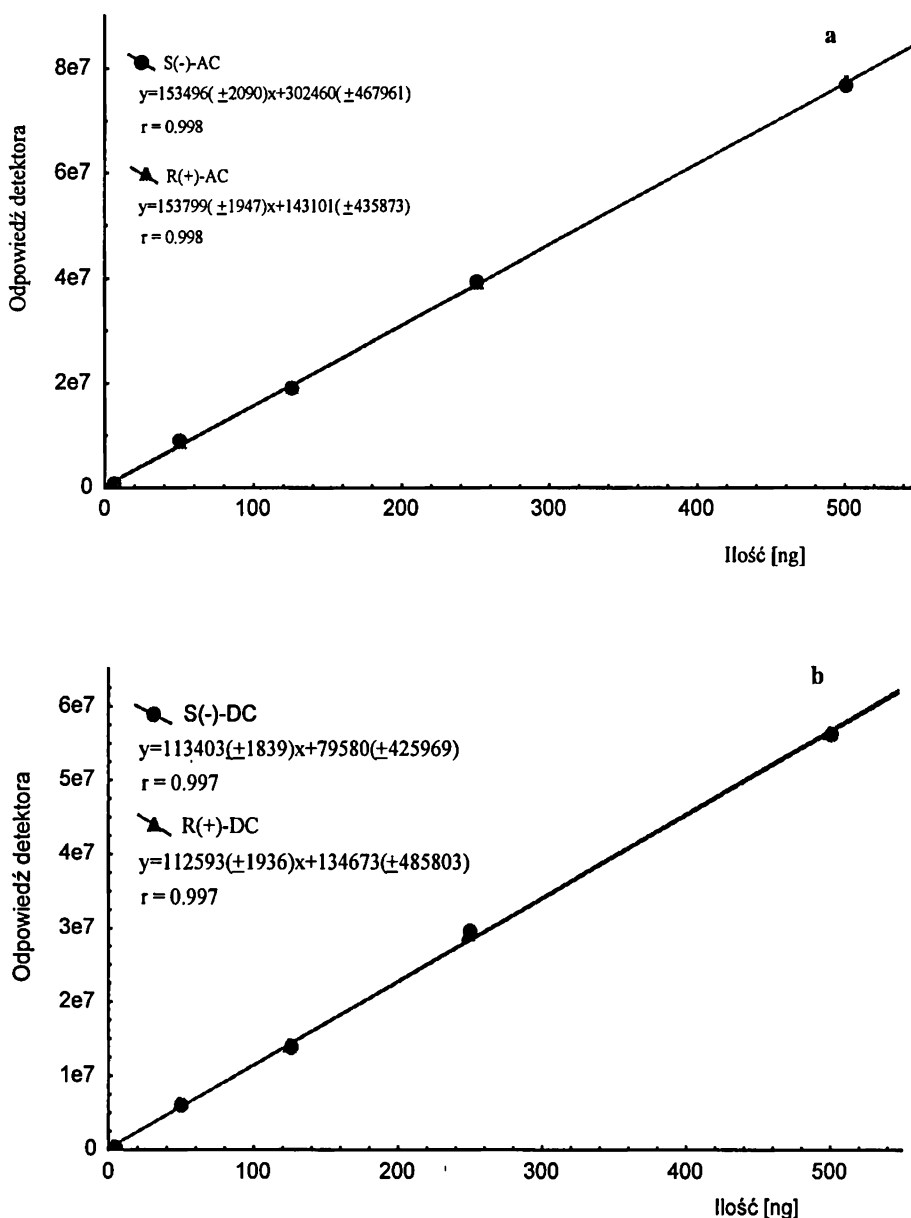 a
S(-)-AC
y=153496(±2090)x+302460(±467961)
r = 0.998
R(+)-AC
y=153799(±1947)x+143101(±435873)
r = 0.998
Odpowiedź detektora
8e7
6e7
4e7
2e7
0
0 100 200 300 400 500
Ilość [ng]
b
S(-)-DC
y=113403(±1839)x+79580(±425969)
r = 0.997
R(+)-DC
y=112593(±1936)x+134673(±485803)
r = 0.997
Odpowiedź detektora
6e7
5e7
4e7
3e7
2e7
1e7
0
0 100 200 300 400 500
Ilość [ng]